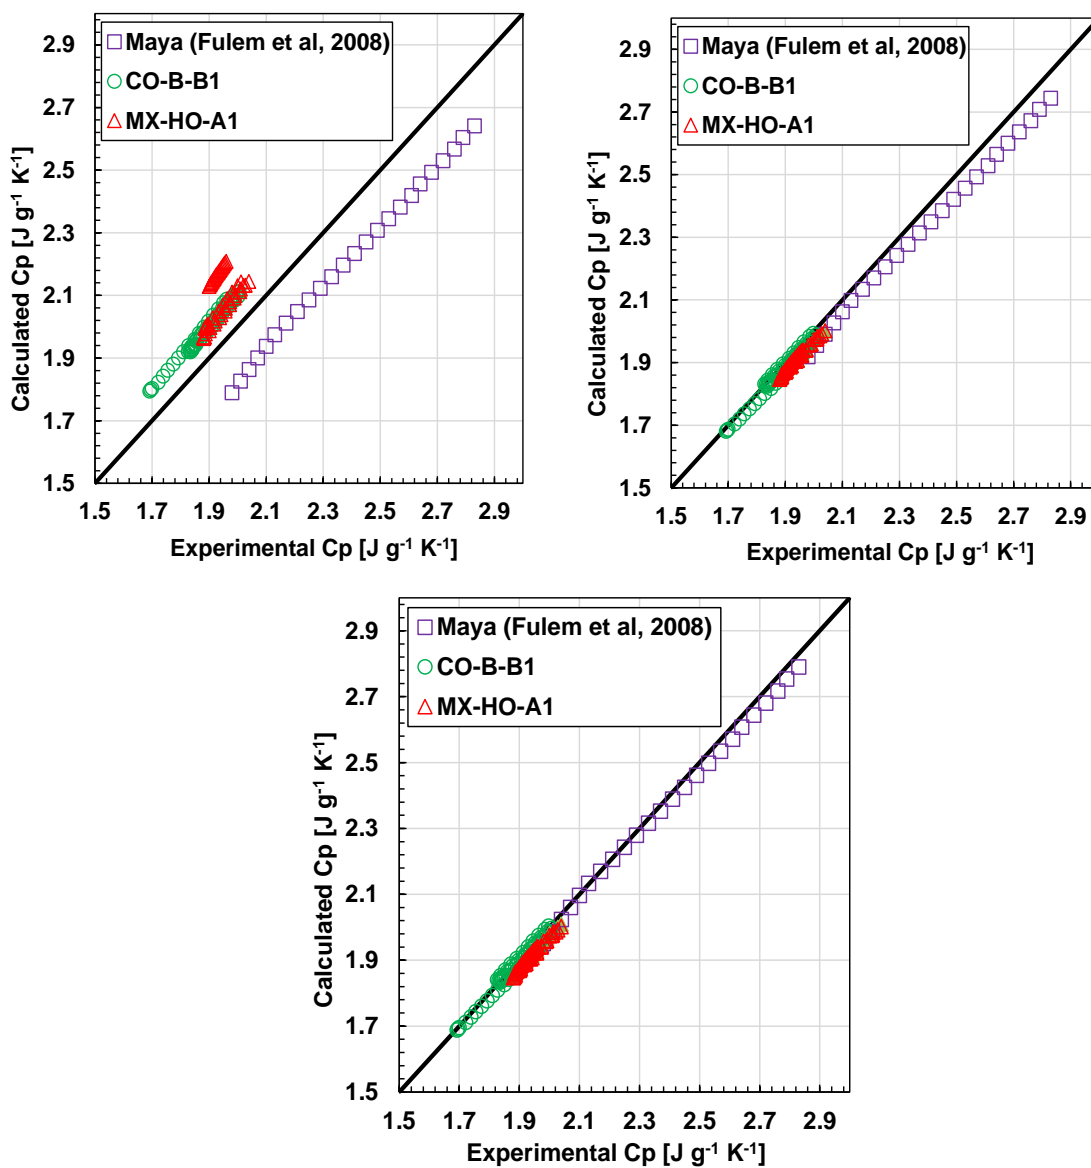 2.9
2.7
2.5
2.3
2.1
1.9
1.7
1.5
Calculated Cp [J g-1 K-1]
Maya (Fulem et al, 2008)
CO-B-B1
MX-HO-A1
1.5 1.7 1.9 2.1 2.3 2.5 2.7 2.9
Experimental Cp [J g-1 K-1]
2.9
2.7
2.5
2.3
2.1
1.9
1.7
1.5
Calculated Cp [J g-1 K-1]
Maya (Fulem et al, 2008)
CO-B-B1
MX-HO-A1
1.5 1.7 1.9 2.1 2.3 2.5 2.7 2.9
Experimental Cp [J g-1 K-1]
2.9
2.7
2.5
2.3
2.1
1.9
1.7
1.5
Calculated Cp [J g-1 K-1]
Maya (Fulem et al, 2008)
CO-B-B1
MX-HO-A1
1.5 1.7 1.9 2.1 2.3 2.5 2.7 2.9
Experimental Cp [J g-1 K-1]